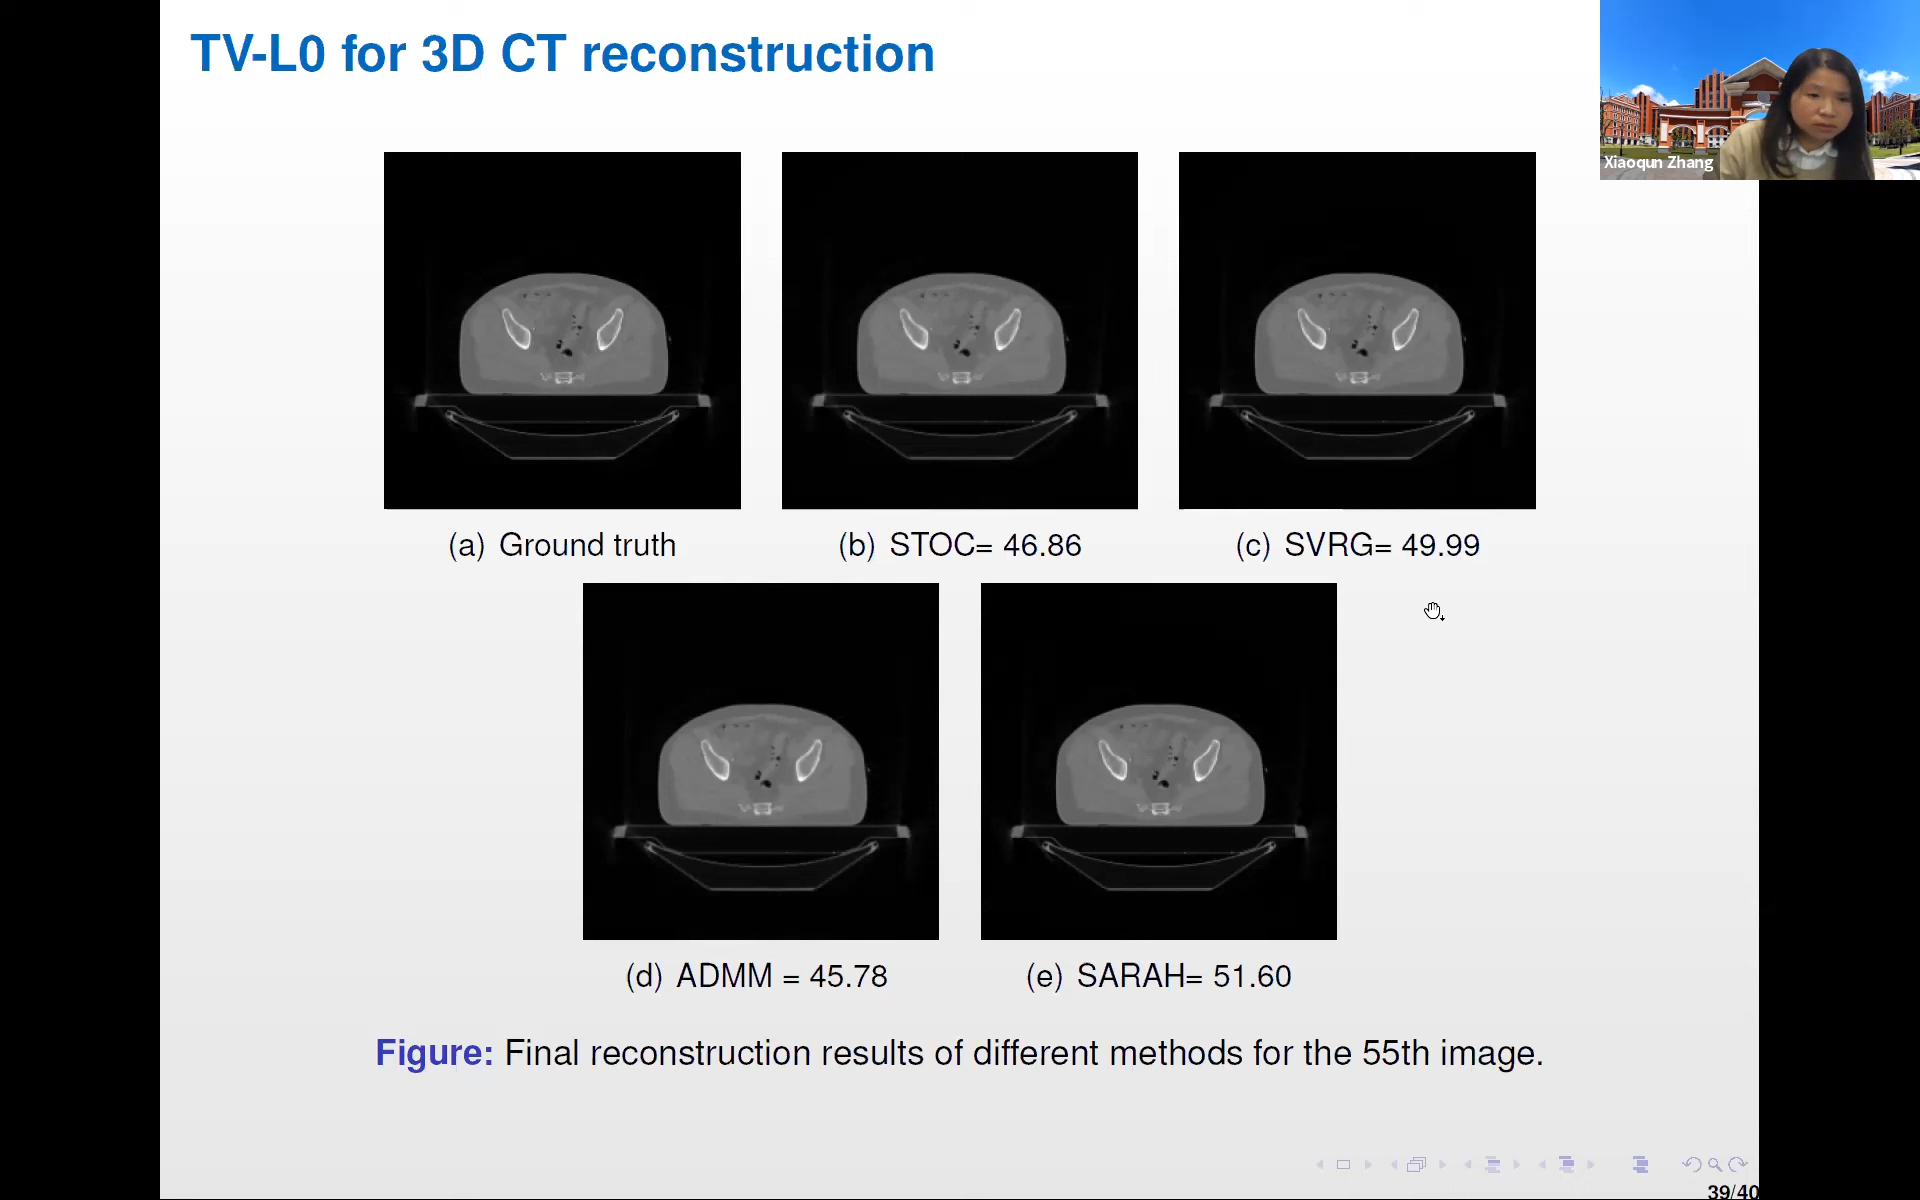 TV-L0 for 3D CT reconstruction
Xiaoqun Zhang
(a) Ground truth
(b) STOC= 46.86
(c) SVRG= 49.99
(d) ADMM = 45.78
(e) SARAH= 51.60
Figure: Final reconstruction results of different methods for the 55th image.
39/40